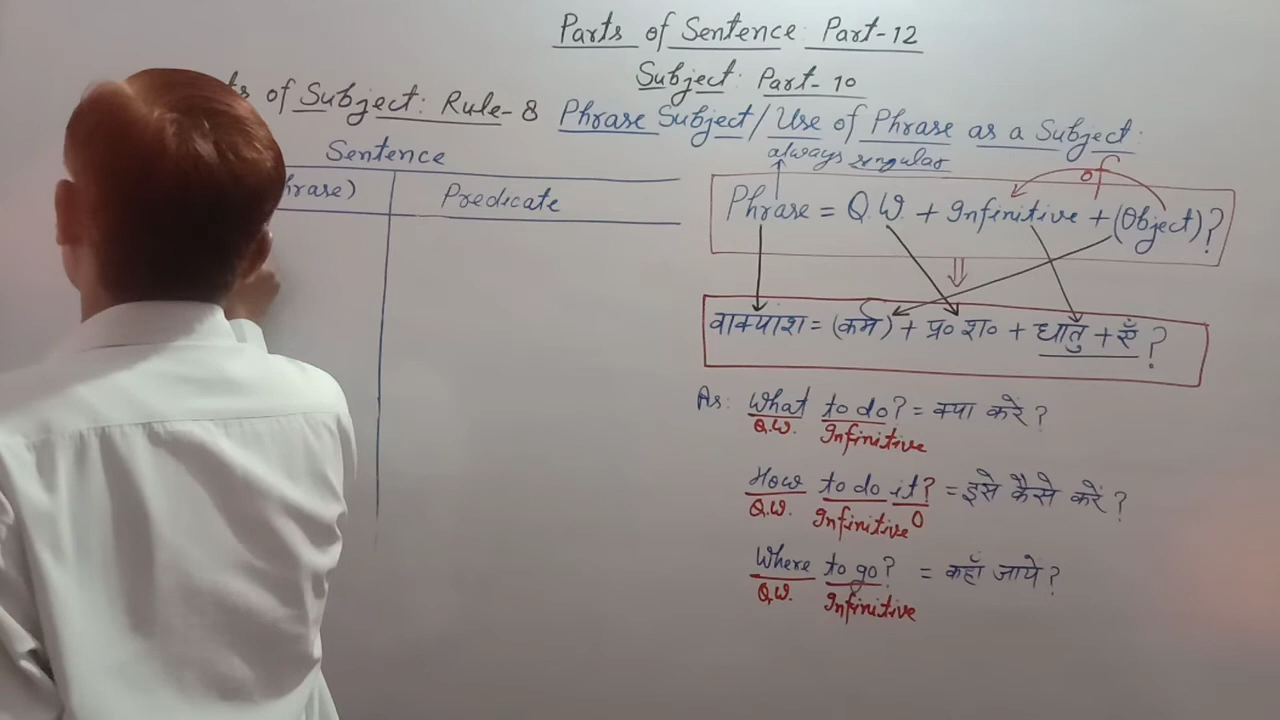 Parts of Sentence: Part-12
Subject: Part-10
of Subject: Rule-8 Phrase Subject/Use of Phrase as a Subject:
always singular
Sentence
Predicate
of
Phrase = Q.W. + Infinitive + (Object)?
वाक्यांश = (कर्म) + प्र० श० + धातु + एँ ?
As: What to do? = क्या करे ?
Q.W. Infinitive
How to do it? = इसे कैसे करें ?
Q.W. Infinitive O
Where to go? = कहाँ जाये ?
Q.W. Infinitive